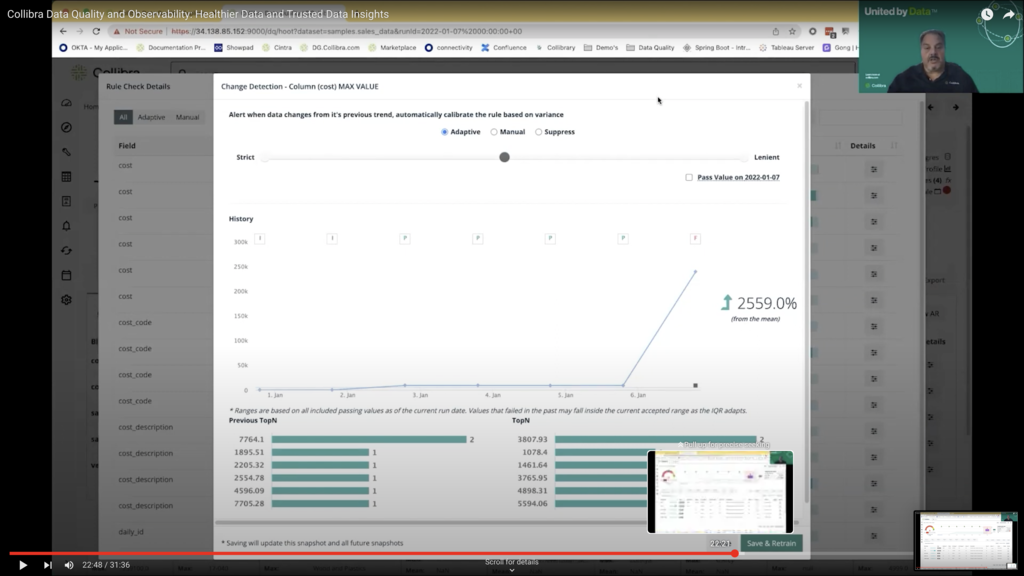 Collibra Data Quality and Observability: Healthier Data and Trusted Data Insights
United by Data
Not Secure | https://34.138.85.152:9000/dq/hoot?dataset=samples.sales_data&runid=2022-01-07%2000:00:00+00
OKTA - My Applic... Documentation Pr... Showpad Cintra DG.Collibra.com Marketplace connectivity Confluence Collibrary Demo's Data Quality Spring Boot - Intr... Tableau Server Gong |
Collibra
Rule Check Details
Change Detection - Column (cost) MAX VALUE
Alert when data changes from it's previous trend, automatically calibrate the rule based on variance
All Adaptive Manual
Adaptive Manual Suppress
Field
Details
Strict
Lenient
Pass Value on 2022-01-07
cost
cost
cost
cost
cost
cost
cost_code
cost_code
cost_code
cost_code
cost_description
cost_description
cost_description
cost_description
daily_id
History
I I P P P P F
300k
250k
200k
150k
100k
50k
0
1. Jan 2. Jan 3. Jan 4. Jan 5. Jan 6. Jan
2559.0%
(from the mean)
* Ranges are based on all included passing values as of the current run date. Values that failed in the past may fall inside the current accepted range as the IQR adapts.
Previous TopN
7764.1 2
1895.51 1
2205.32 1
2554.78 1
4596.09 1
7705.28 1
TopN
3807.93 2
1078.4
1461.64
3765.95
4898.31
5594.06
Pull up for precise seeking
22:21
* Saving will update this snapshot and all future snapshots
Save & Retrain
22:48 / 31:36
Scroll for details